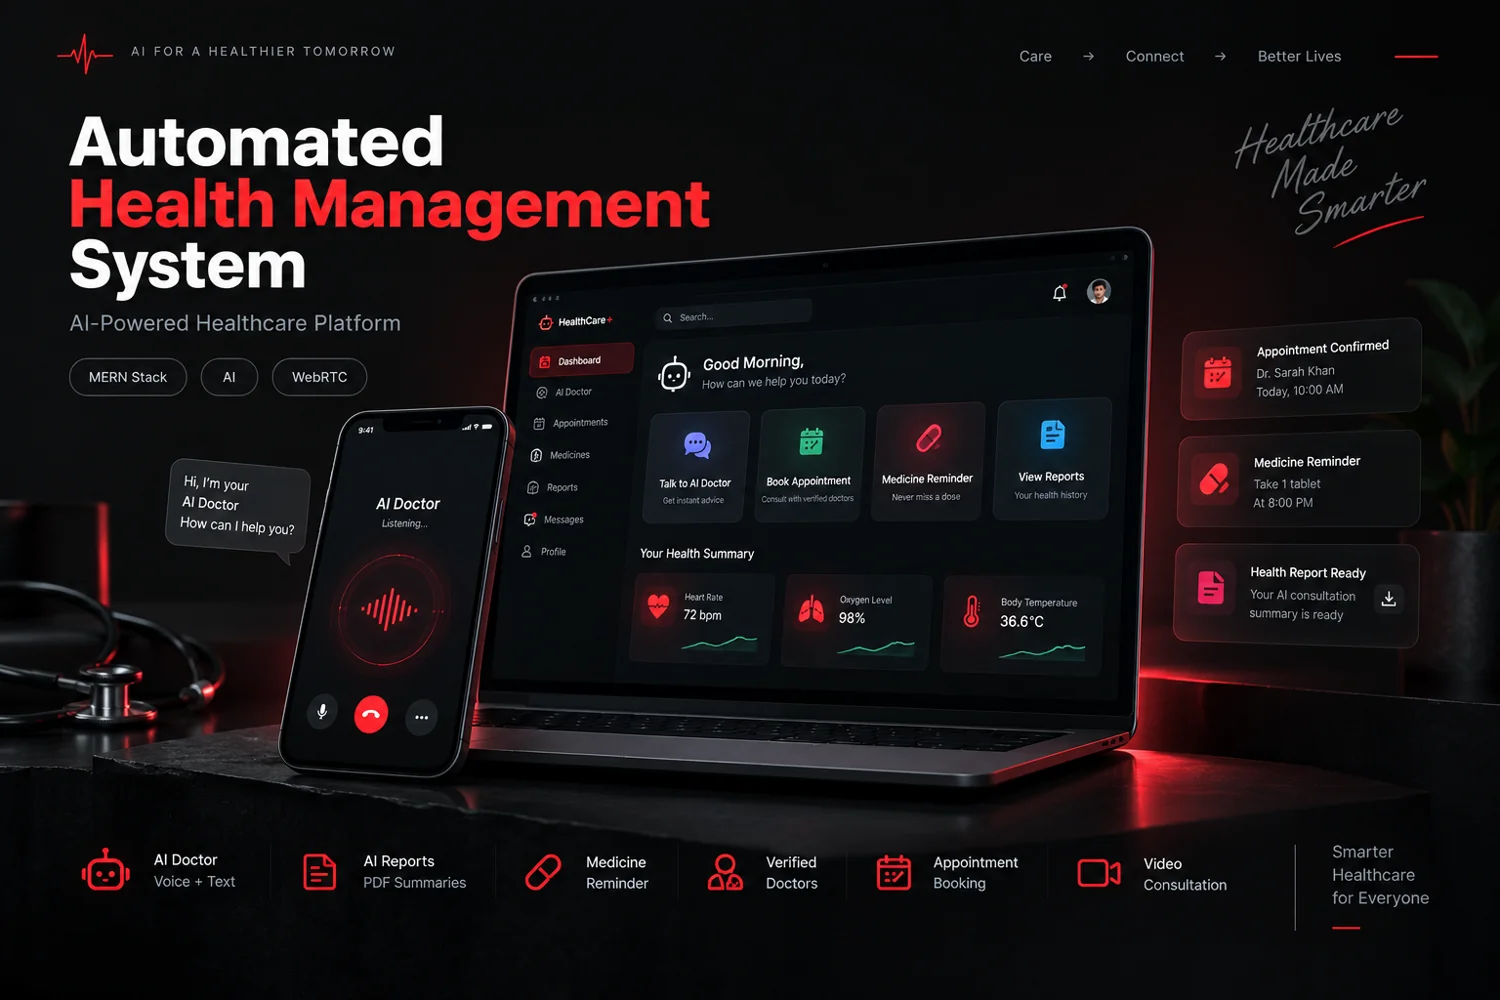 AI FOR A HEALTHIER TOMORROW
Care → Connect → Better Lives
Healthcare
Made
Smarter
Automated
Health Management
System
AI-Powered Healthcare Platform
MERN Stack
AI
WebRTC
Hi, I'm your
AI Doctor
How can I help you?
9:41
AI Doctor
Listening...
HealthCare+
Search...
Dashboard
AI Doctor
Appointments
Medicines
Reports
Messages
Profile
Good Morning,
How can we help you today?
Talk to AI Doctor
Get instant advice
Book Appointment
Consult with verified doctors
Medicine Reminder
Never miss a dose
View Reports
Your health history
Your Health Summary
Heart Rate
72 bpm
Oxygen Level
98%
Body Temperature
36.6°C
Appointment Confirmed
Dr. Sarah Khan
Today, 10:00 AM
Medicine Reminder
Take 1 tablet
At 8:00 PM
Health Report Ready
Your AI consultation
summary is ready
AI Doctor
Voice + Text
AI Reports
PDF Summaries
Medicine
Reminder
Verified
Doctors
Appointment
Booking
Video
Consultation
Smarter
Healthcare
for Everyone